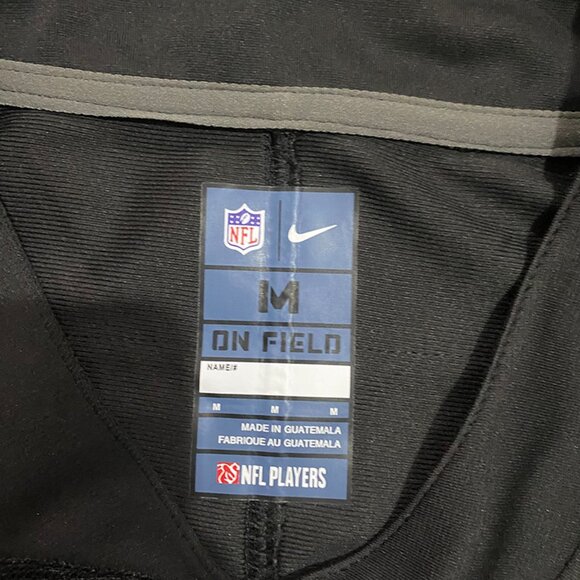 NFL
M
ON FIELD
NAME/#
M M M
MADE IN GUATEMALA
FABRIQUE AU GUATEMALA
NFL PLAYERS